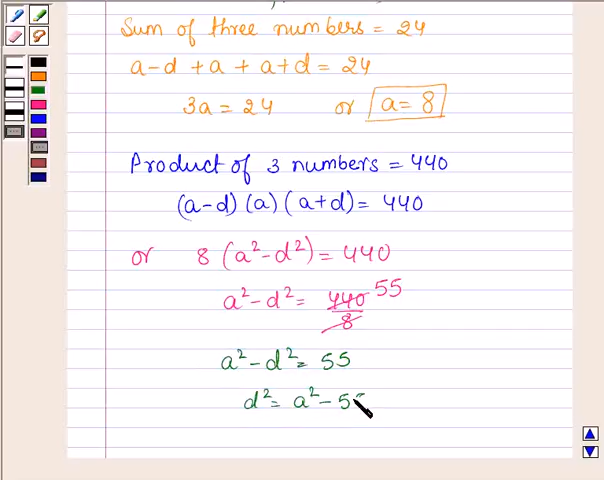 Sum of three numbers = 24
a-d + a + a+d = 24
3a = 24 or a = 8
Product of 3 numbers = 440
(a-d) (a) (a+d) = 440
or 8 (a² - d²) = 440
a² - d² = 440/8 55
a² - d² = 55
d² = a² - 55